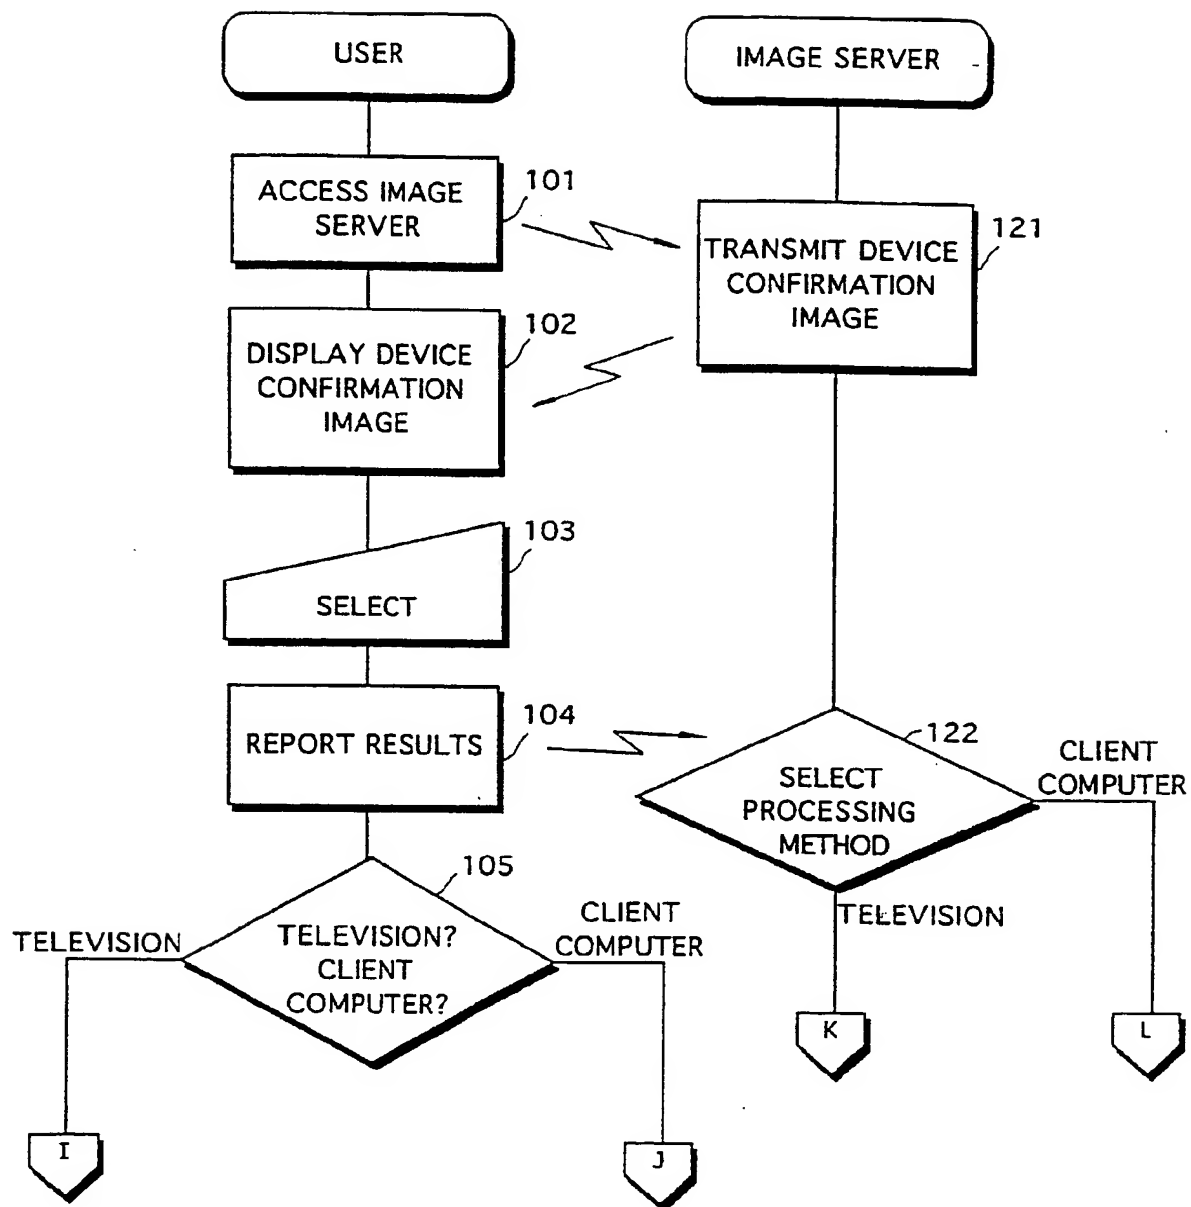 USER
IMAGE SERVER
ACCESS IMAGE
SERVER
101
TRANSMIT DEVICE
CONFIRMATION
IMAGE
121
DISPLAY DEVICE
CONFIRMATION
IMAGE
102
SELECT
103
REPORT RESULTS
104
SELECT
PROCESSING
METHOD
122
CLIENT
COMPUTER
TELEVISION
TELEVISION?
CLIENT
COMPUTER?
105
TELEVISION
CLIENT
COMPUTER
K
L
I
J